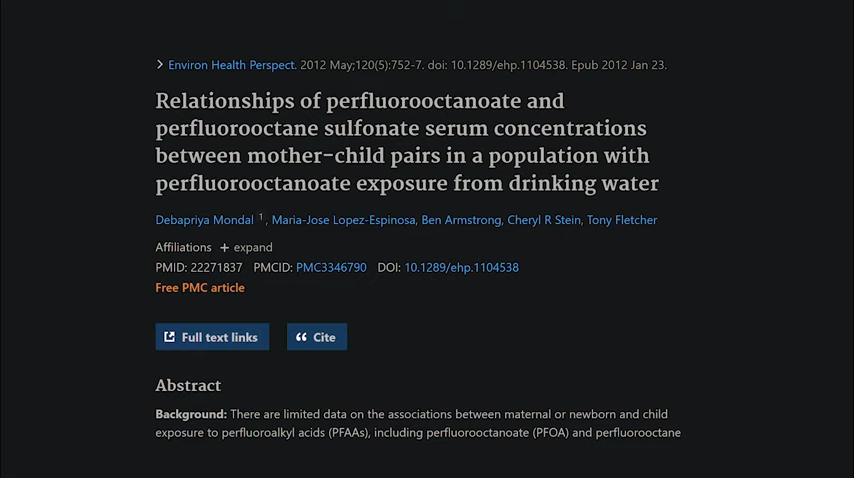 Environ Health Perspect. 2012 May;120(5):752-7. doi: 10.1289/ehp.1104538. Epub 2012 Jan 23.
Relationships of perfluorooctanoate and
perfluorooctane sulfonate serum concentrations
between mother-child pairs in a population with
perfluorooctanoate exposure from drinking water
Debapriya Mondal 1, Maria-Jose Lopez-Espinosa, Ben Armstrong, Cheryl R Stein, Tony Fletcher
Affiliations + expand
PMID: 22271837 PMCID: PMC3346790 DOI: 10.1289/ehp.1104538
Free PMC article
Full text links Cite
Abstract
Background: There are limited data on the associations between maternal or newborn and child
exposure to perfluoroalkyl acids (PFAAs), including perfluorooctanoate (PFOA) and perfluorooctane